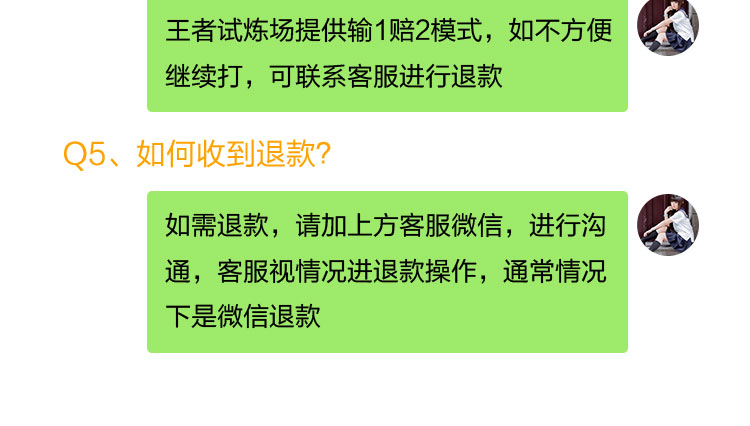 王者试炼场提供输1赔2模式，如不方便
继续打，可联系客服进行退款
Q5、如何收到退款？
如需退款，请加上方客服微信，进行沟
通，客服视情况进退款操作，通常情况
下是微信退款